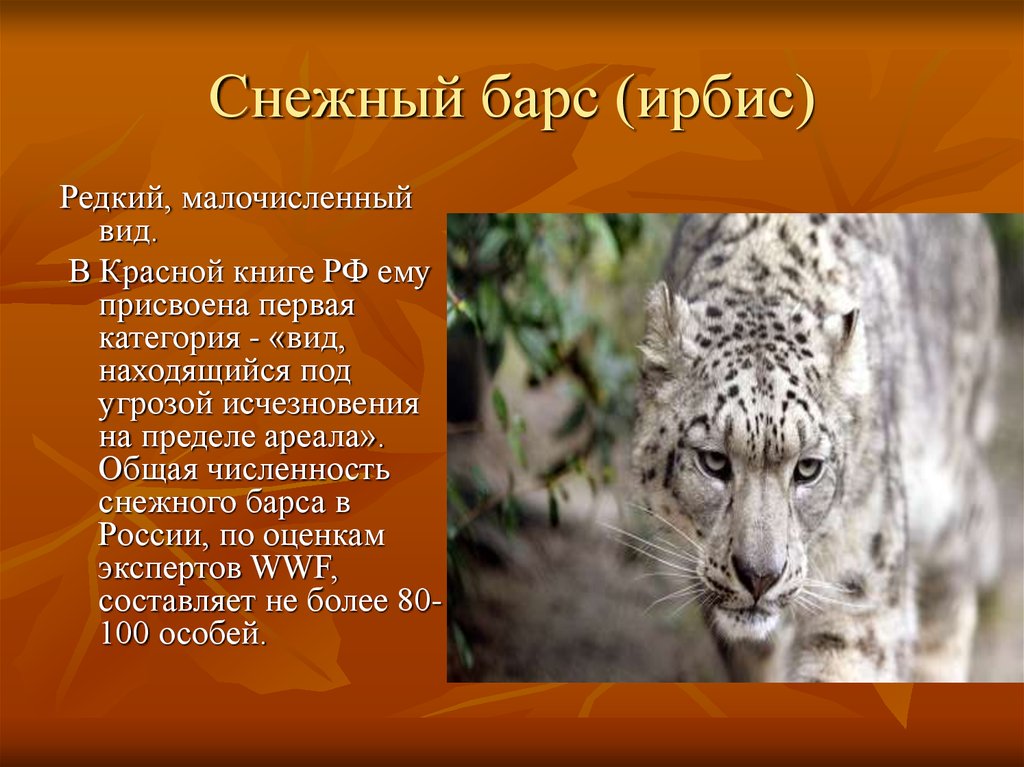 Снежный барс (ирбис)
Редкий, малочисленный
вид.
В Красной книге РФ ему
присвоена первая
категория - «вид,
находящийся под
угрозой исчезновения
на пределе ареала».
Общая численность
снежного барса в
России, по оценкам
экспертов WWF,
составляет не более 80-
100 особей.